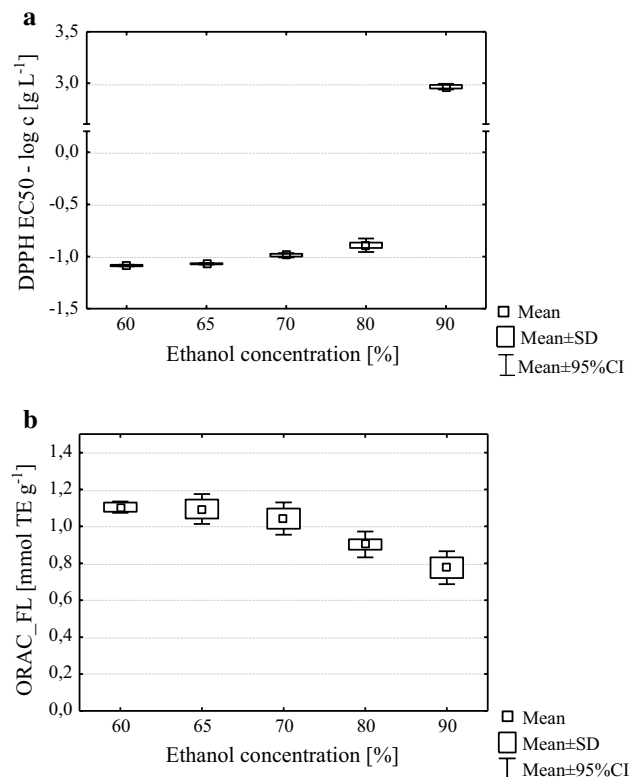 a
3,5
3,0
0,0
-0,5
-1,0
-1,5
DPPH EC50 - log c [g L⁻¹]
60 65 70 80 90
Ethanol concentration [%]
Mean
Mean±SD
Mean±95%CI
b
1,4
1,2
1,0
0,8
0,6
0,4
0,2
0,0
ORAC_FL [mmol TE g⁻¹]
60 65 70 80 90
Ethanol concentration [%]
Mean
Mean±SD
Mean±95%CI